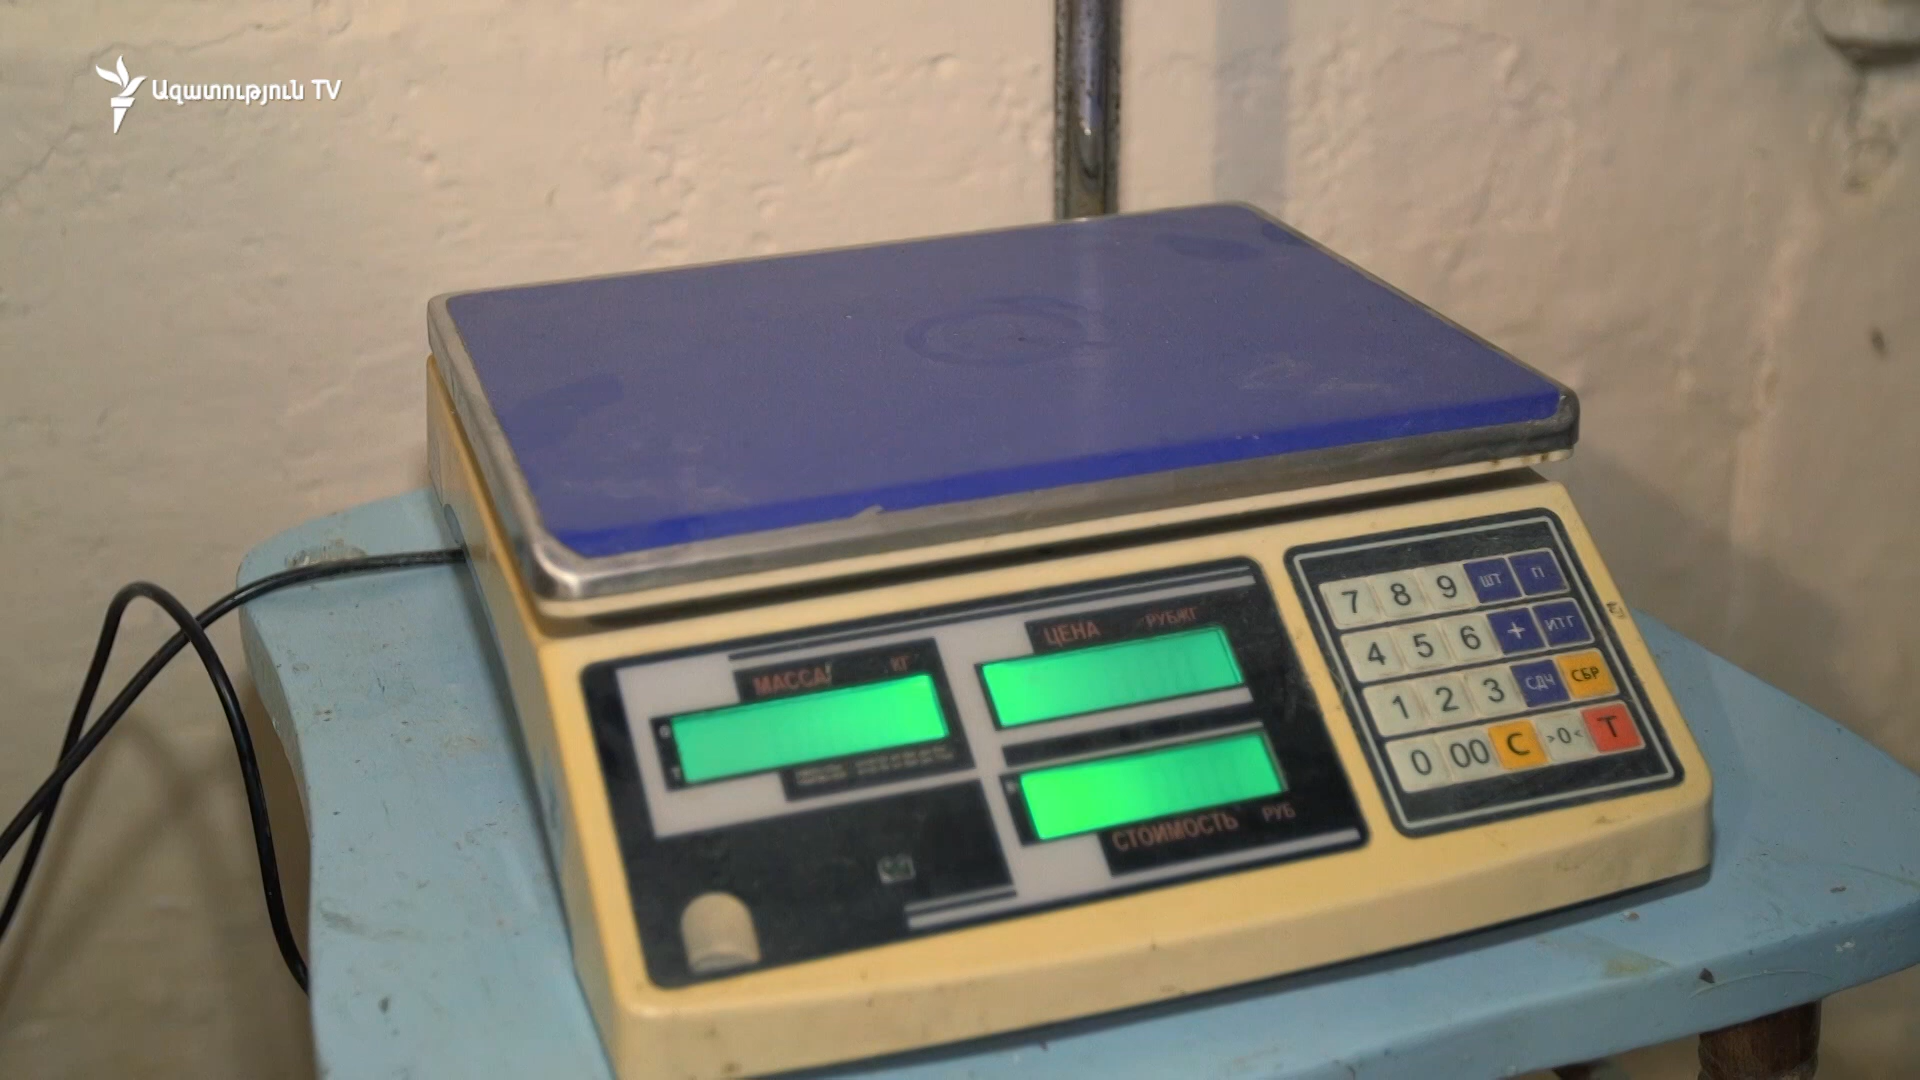 Ազատություն TV
МАССА КГ
ЦЕНА РУБ/КГ
СТОИМОСТЬ РУБ
0
T
7 8 9 ШТ П
4 5 6 + ИТГ
1 2 3 СДЧ СБР
0 00 C >0< T